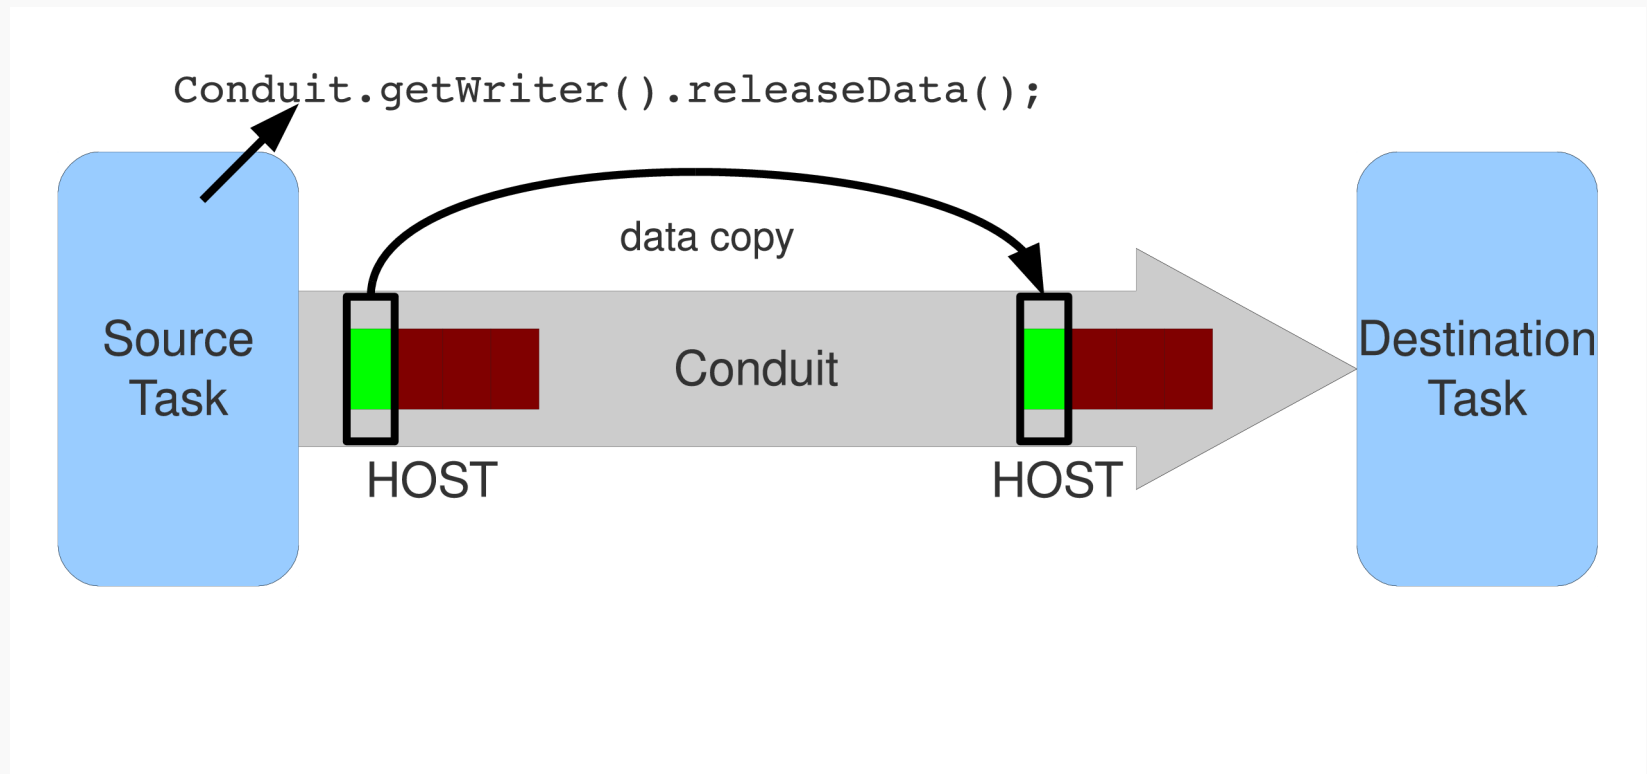 Conduit.getWriter().releaseData();
data copy
Source
Task
Conduit
Destination
Task
HOST
HOST